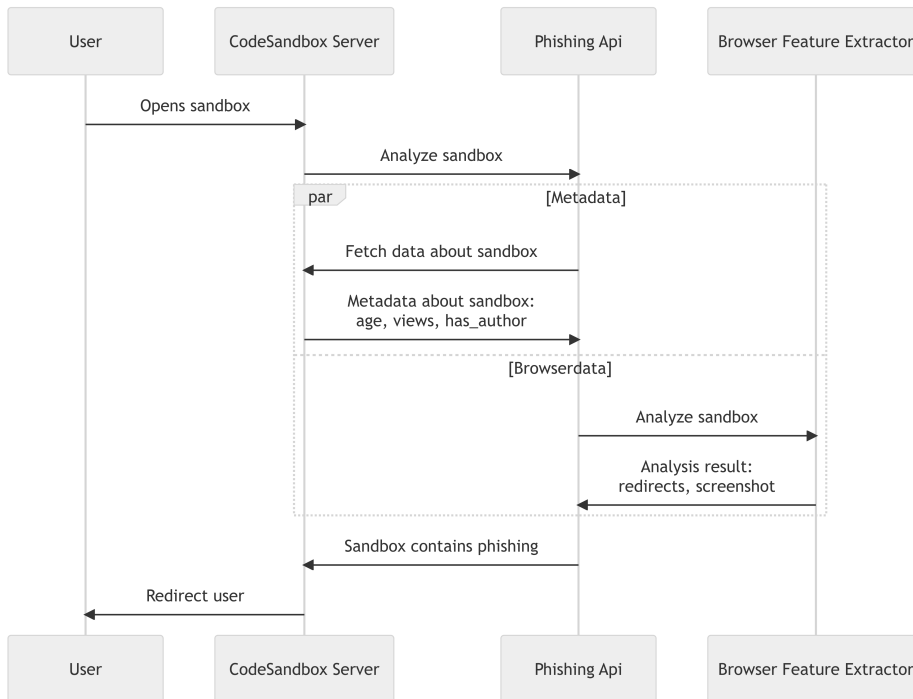 User
CodeSandbox Server
Phishing Api
Browser Feature Extractor
Opens sandbox
Analyze sandbox
par
[Metadata]
Fetch data about sandbox
Metadata about sandbox:
age, views, has_author
[Browserdata]
Analyze sandbox
Analysis result:
redirects, screenshot
Sandbox contains phishing
Redirect user
User
CodeSandbox Server
Phishing Api
Browser Feature Extractor